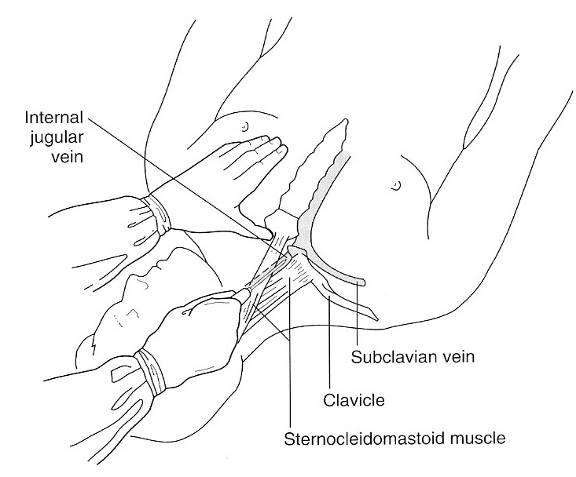 Internal
jugular
vein
Subclavian vein
Clavicle
Sternocleidomastoid muscle